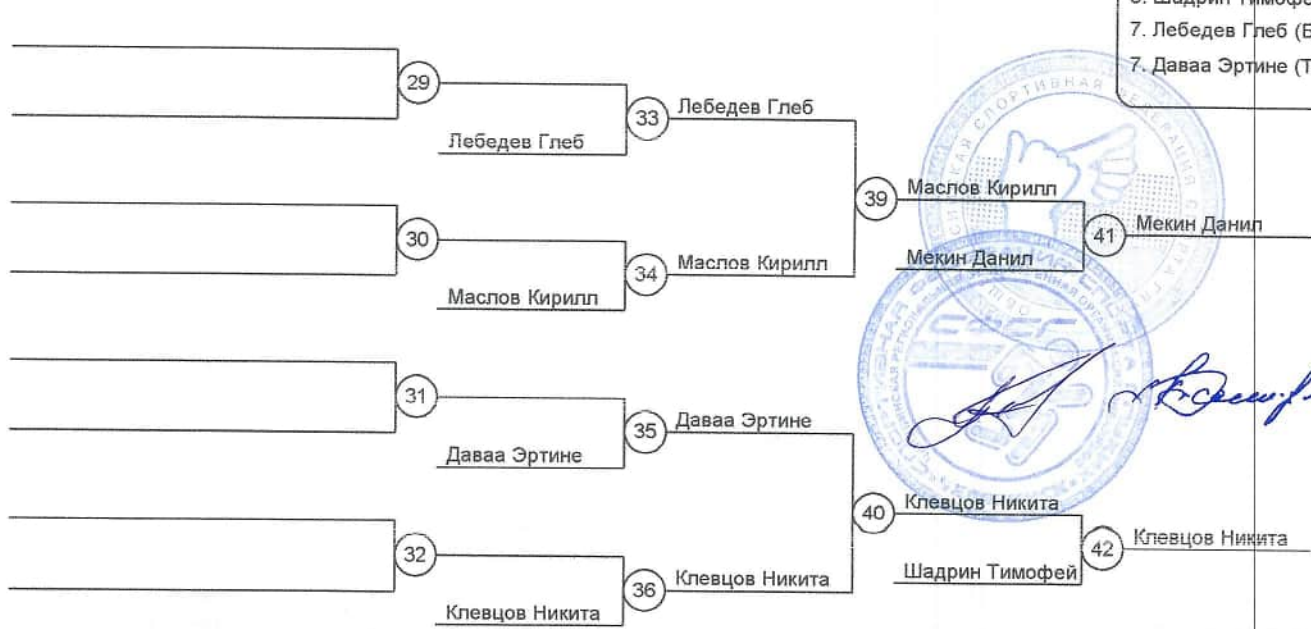 7. Лебедев Глеб (Б
7. Даваа Эртине (Т
29
33 Лебедев Глеб
Лебедев Глеб
39 Маслов Кирилл
30
41 Мекин Данил
34 Маслов Кирилл
Мекин Данил
Маслов Кирилл
31
35 Даваа Эртине
Даваа Эртине
40 Клевцов Никита
32
42 Клевцов Никита
36 Клевцов Никита
Шадрин Тимофей
Клевцов Никита